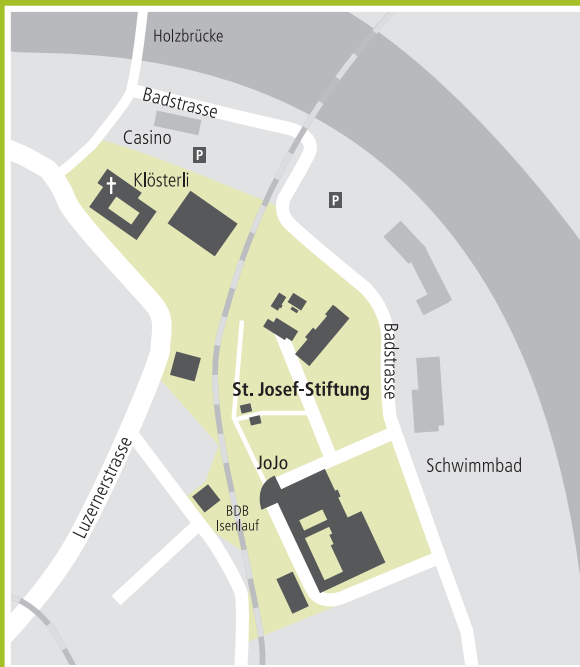 Holzbrücke
Badstrasse
Casino
P
Klösterli
P
Badstrasse
St. Josef-Stiftung
Luzernerstrasse
JoJo
Schwimmbad
BDB
Isenlauf